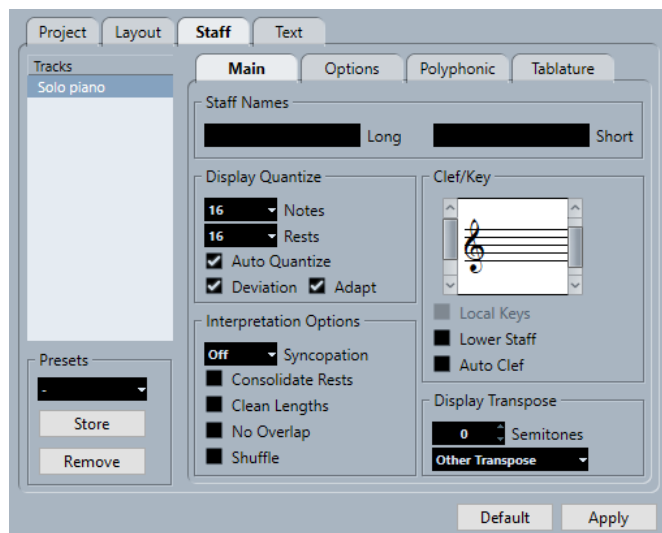 Project Layout Staff Text
Tracks
Solo piano
Main Options Polyphonic Tablature
Staff Names
Long Short
Display Quantize
16 Notes
16 Rests
Auto Quantize
Deviation Adapt
Interpretation Options
Off Syncopation
Consolidate Rests
Clean Lengths
No Overlap
Shuffle
Clef/Key
Local Keys
Lower Staff
Auto Clef
Display Transpose
0 Semitones
Other Transpose
Presets
-
Store
Remove
Default Apply